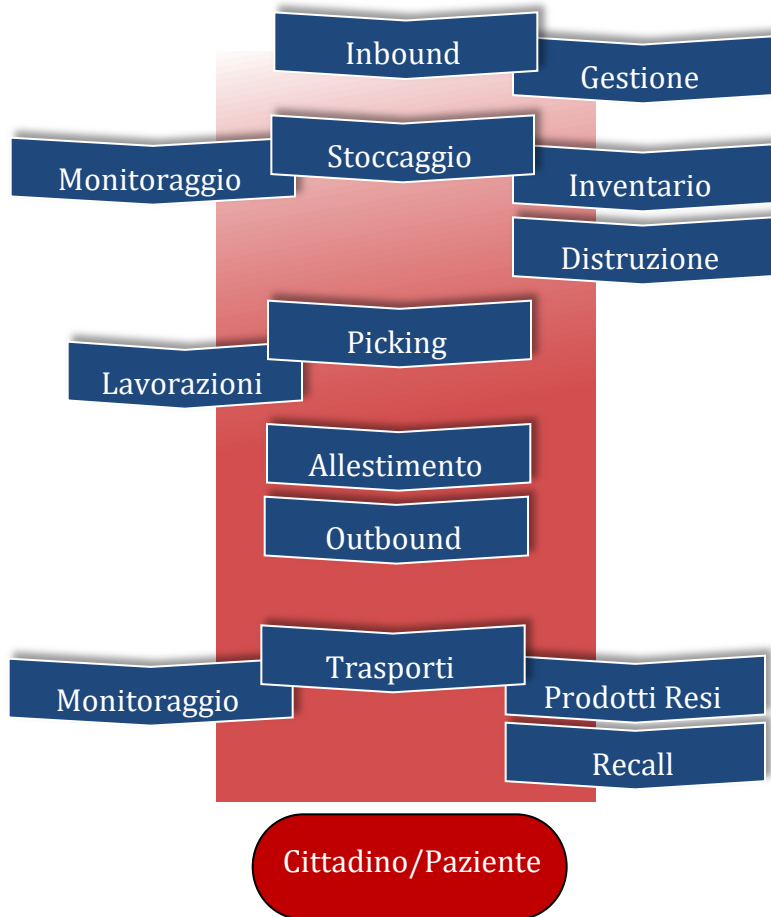 Inbound
Gestione
Stoccaggio
Monitoraggio
Inventario
Distruzione
Picking
Lavorazioni
Allestimento
Outbound
Trasporti
Monitoraggio
Prodotti Resi
Recall
Cittadino/Paziente